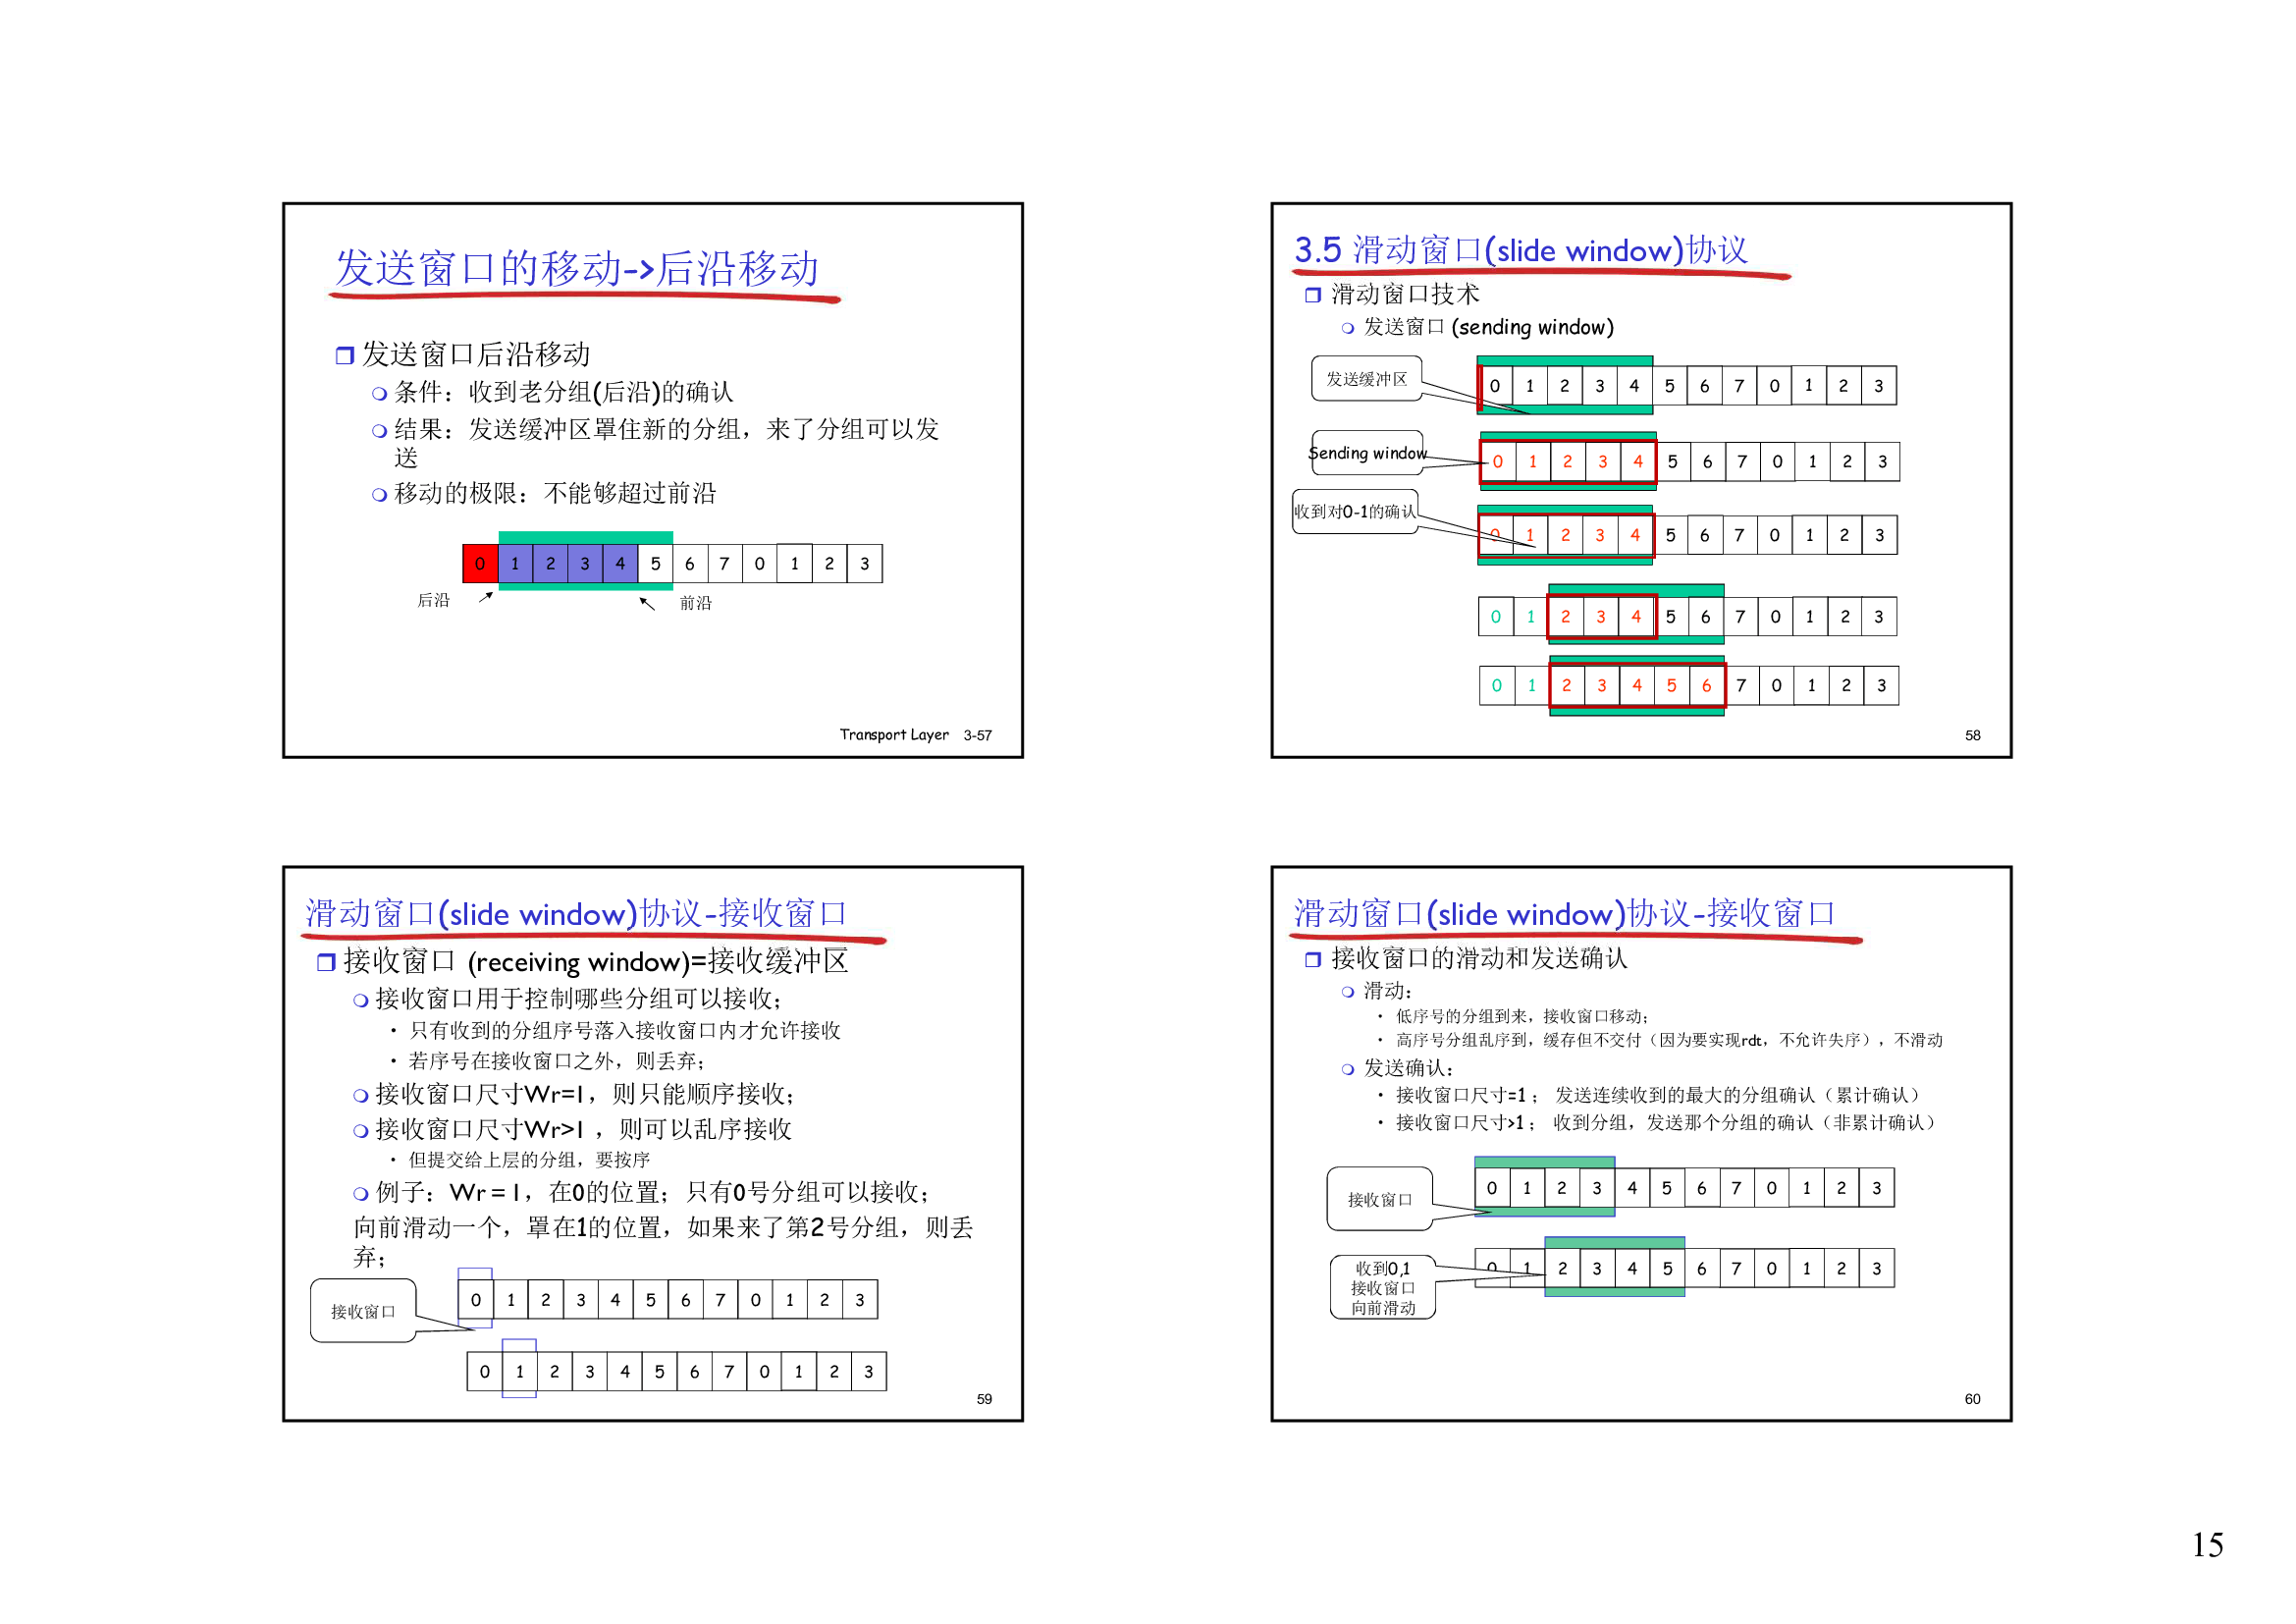 发送窗口的移动->后沿移动
发送窗口后沿移动
条件：收到老分组(后沿)的确认
结果：发送缓冲区罩住新的分组，来了分组可以发
送
移动的极限：不能够超过前沿
0 1 2 3 4 5 6 7 0 1 2 3
后沿 前沿
Transport Layer 3-57
3.5 滑动窗口(slide window)协议
滑动窗口技术
发送窗口 (sending window)
发送缓冲区
0 1 2 3 4 5 6 7 0 1 2 3
Sending window
0 1 2 3 4 5 6 7 0 1 2 3
收到对0-1的确认
0 1 2 3 4 5 6 7 0 1 2 3
0 1 2 3 4 5 6 7 0 1 2 3
0 1 2 3 4 5 6 7 0 1 2 3
58
滑动窗口(slide window)协议-接收窗口
接收窗口 (receiving window)=接收缓冲区
接收窗口用于控制哪些分组可以接收；
• 只有收到的分组序号落入接收窗口内才允许接收
• 若序号在接收窗口之外，则丢弃；
接收窗口尺寸Wr=1，则只能顺序接收；
接收窗口尺寸Wr>1 ，则可以乱序接收
• 但提交给上层的分组，要按序
例子：Wr＝1，在0的位置；只有0号分组可以接收；
向前滑动一个，罩在1的位置，如果来了第2号分组，则丢
弃；
接收窗口
0 1 2 3 4 5 6 7 0 1 2 3
0 1 2 3 4 5 6 7 0 1 2 3
59
滑动窗口(slide window)协议-接收窗口
接收窗口的滑动和发送确认
滑动：
• 低序号的分组到来，接收窗口移动；
• 高序号分组乱序到，缓存但不交付（因为要实现rdt，不允许失序），不滑动
发送确认：
• 接收窗口尺寸=1； 发送连续收到的最大的分组确认（累计确认）
• 接收窗口尺寸>1； 收到分组，发送那个分组的确认（非累计确认）
接收窗口
0 1 2 3 4 5 6 7 0 1 2 3
收到0,1
接收窗口
向前滑动
0 1 2 3 4 5 6 7 0 1 2 3
60
15